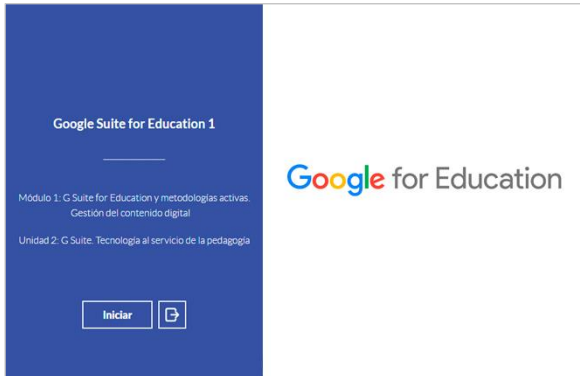 Google Suite for Education 1
Módulo 1: G Suite for Education y metodologías activas.
Gestión del contenido digital
Unidad 2: G Suite. Tecnología al servicio de la pedagogía
Iniciar
Google for Education